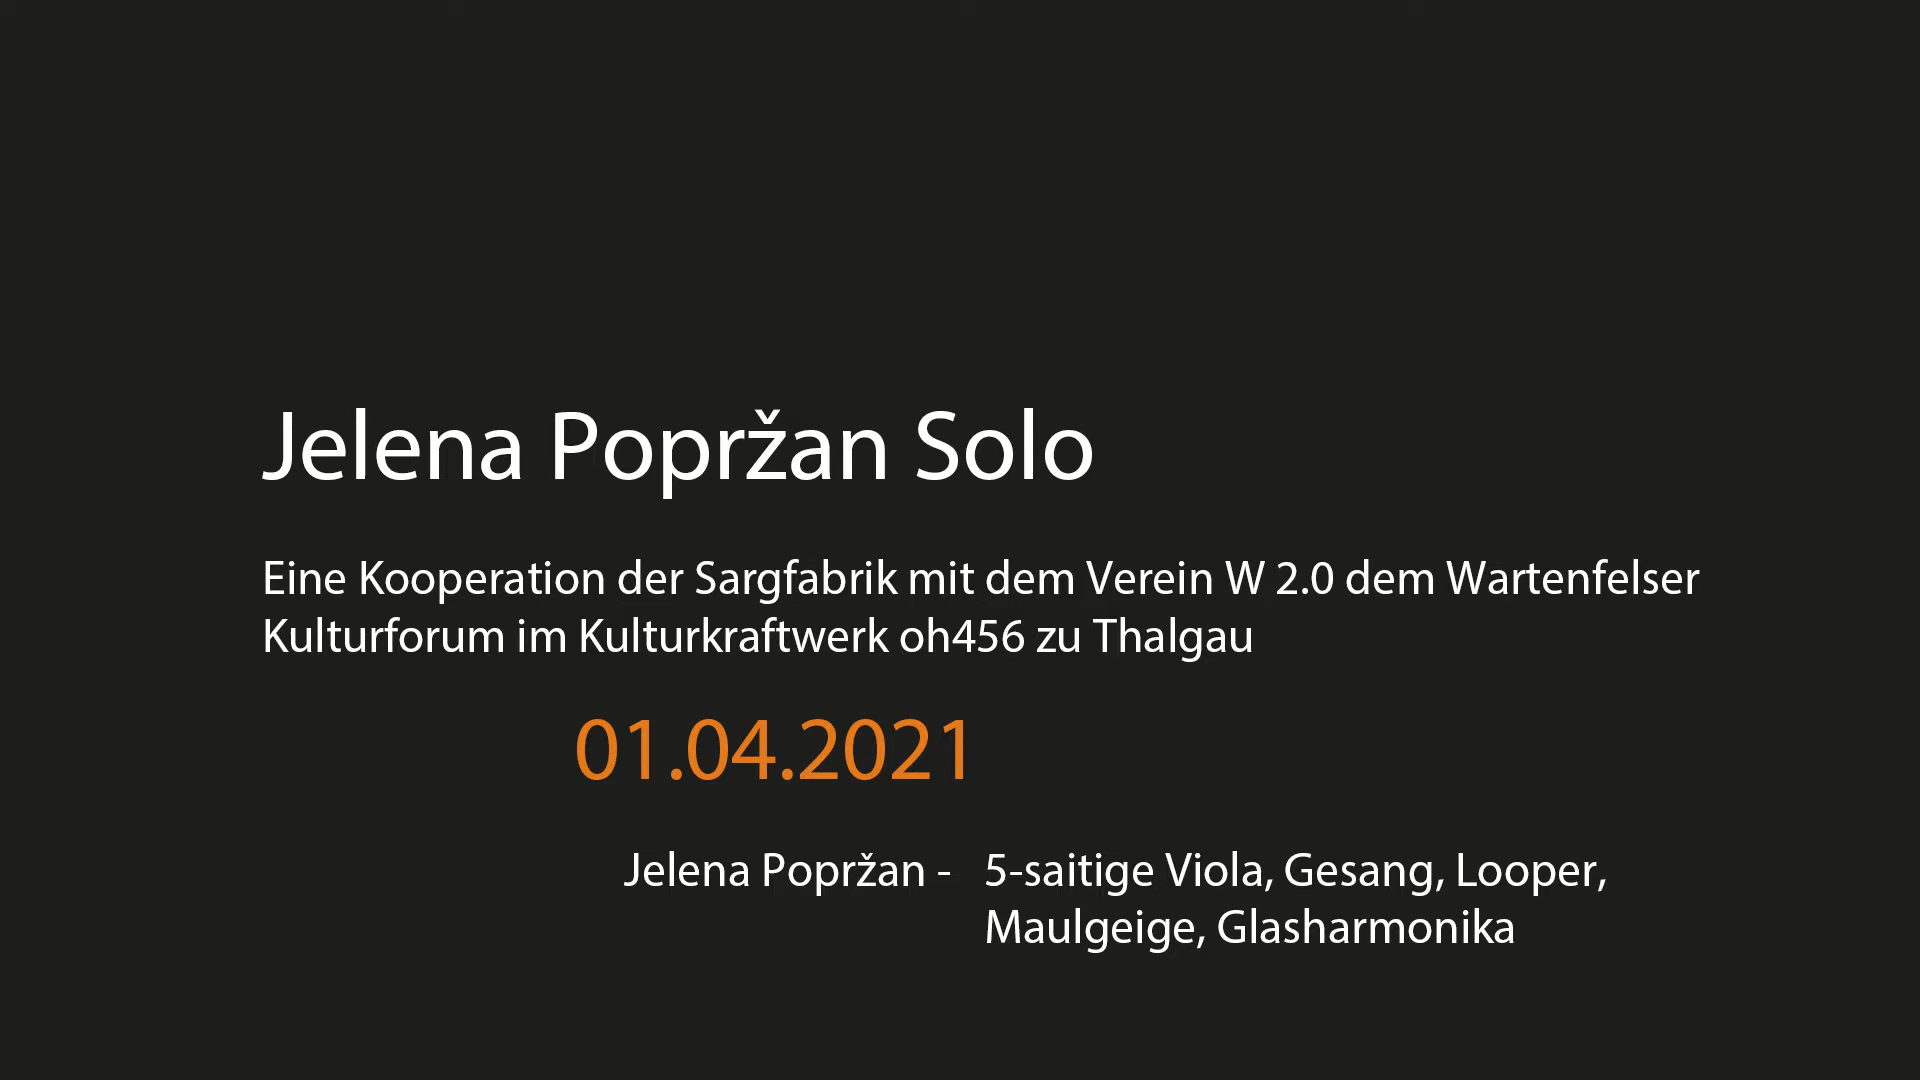 Jelena Popržan Solo
Eine Kooperation der Sargfabrik mit dem Verein W 2.0 dem Wartenfelser
Kulturforum im Kulturkraftwerk oh456 zu Thalgau
01.04.2021
Jelena Popržan - 5-saitige Viola, Gesang, Looper,
Maulgeige, Glasharmonika